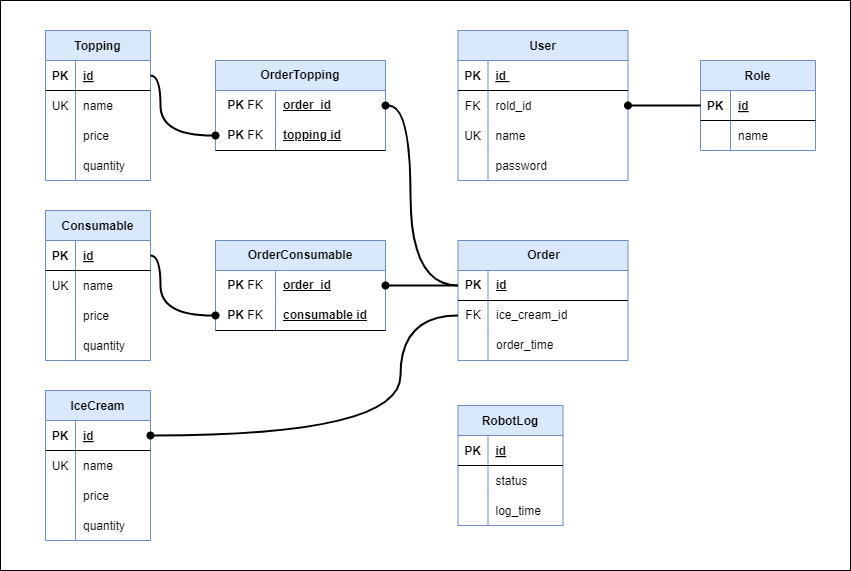 Topping
PK id
UK name
price
quantity
OrderTopping
PK FK order_id
PK FK topping id
User
PK id
FK rold_id
UK name
password
Role
PK id
name
Consumable
PK id
UK name
price
quantity
OrderConsumable
PK FK order_id
PK FK consumable id
Order
PK id
FK ice_cream_id
order_time
IceCream
PK id
UK name
price
quantity
RobotLog
PK id
status
log_time